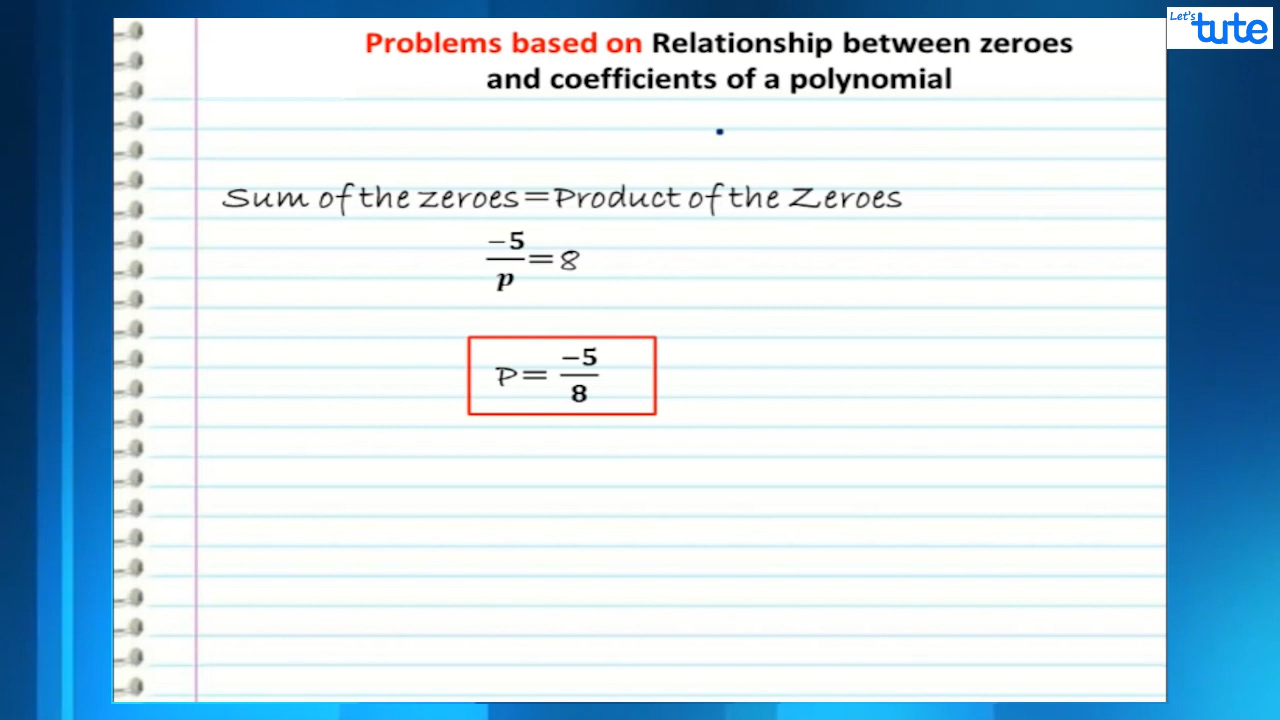 Let's tute
Problems based on Relationship between zeroes
and coefficients of a polynomial
Sum of the zeroes=Product of the Zeroes
−5/p = 8
P = −5/8